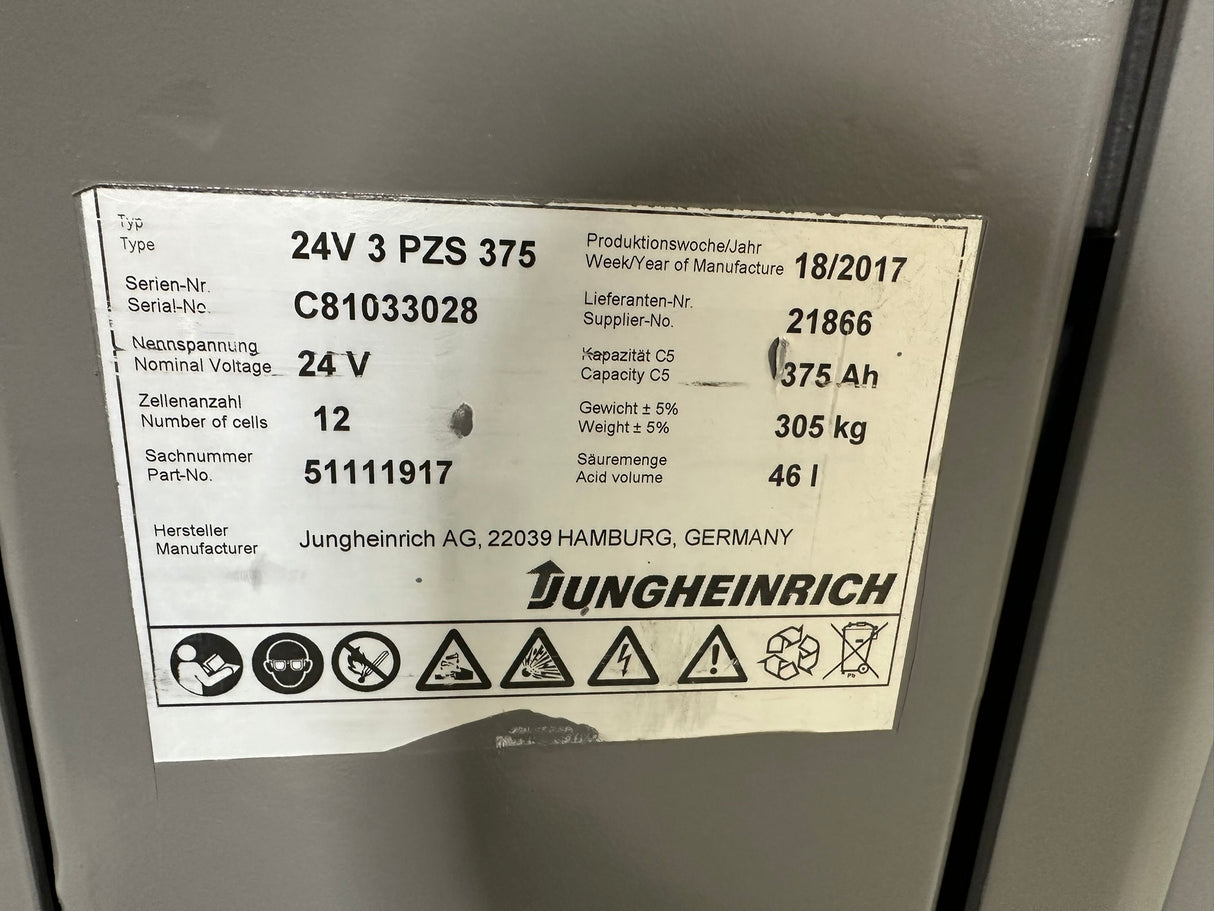 Typ
Type 24V 3 PZS 375
Serien-Nr.
Serial-No. C81033028
Nennspannung
Nominal Voltage 24 V
Zellenanzahl
Number of cells 12
Sachnummer
Part-No. 51111917
Produktionswoche/Jahr
Week/Year of Manufacture 18/2017
Lieferanten-Nr.
Supplier-No. 21866
Kapazität C5
Capacity C5 375 Ah
Gewicht ± 5%
Weight ± 5% 305 kg
Säuremenge
Acid volume 46 l
Hersteller
Manufacturer Jungheinrich AG, 22039 HAMBURG, GERMANY
JUNGHEINRICH
Pb